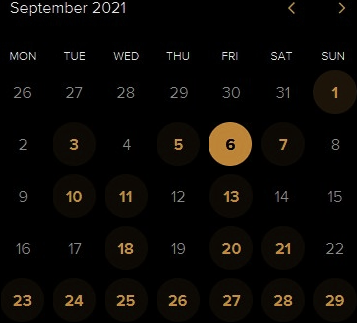 September 2021
MON TUE WED THU FRI SAT SUN
26 27 28 29 30 31 1
2 3 4 5 6 7 8
9 10 11 12 13 14 15
16 17 18 19 20 21 22
23 24 25 26 27 28 29